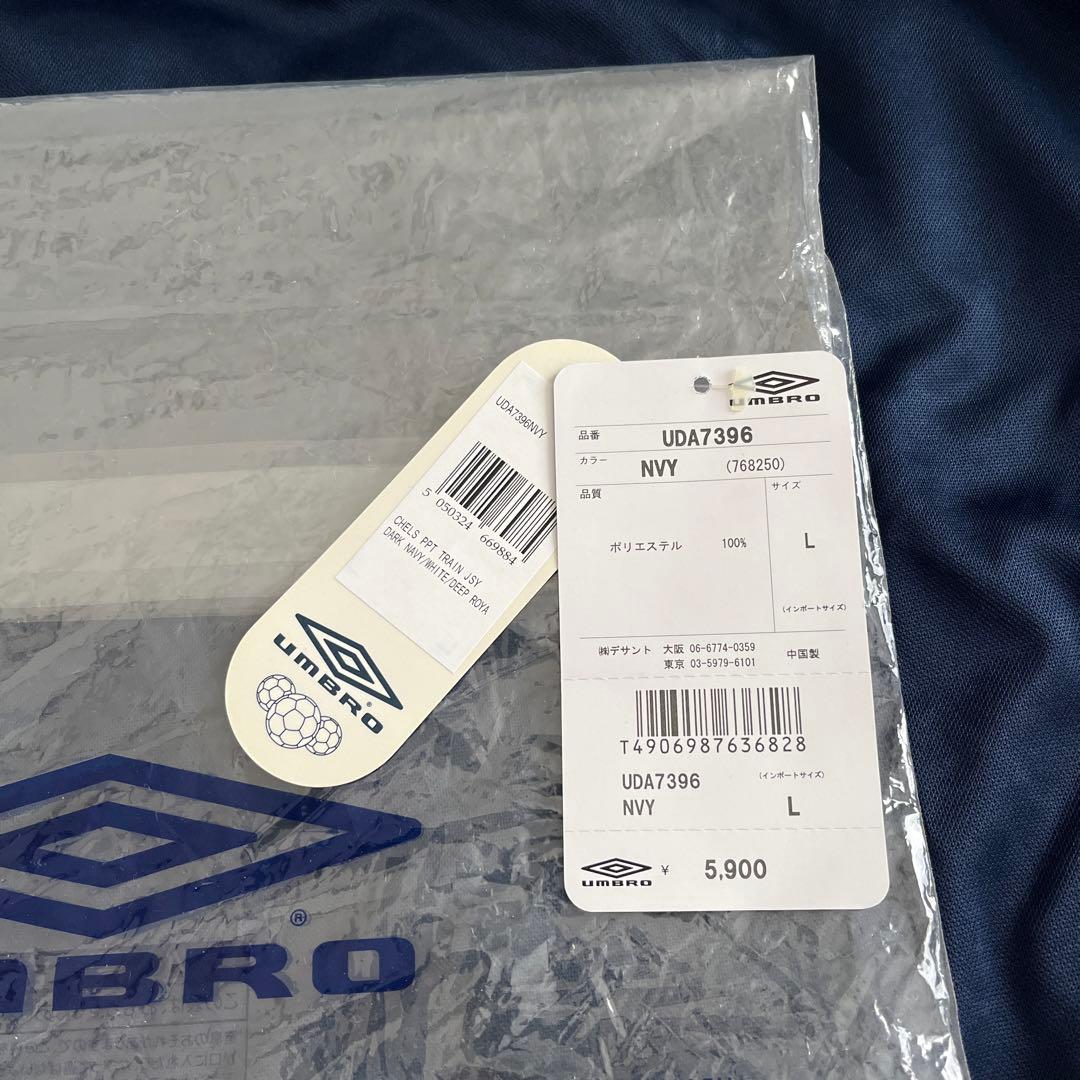 UDA7396NVY
5 050324 669884
CHELS PPT TRAIN JSY
DARK NAVY/WHITE/DEEP ROYA
UMBRO
®
UMBRO
品番 UDA7396
カラー NVY (768250)
品質 サイズ
ポリエステル 100% L
(インポートサイズ)
㈱デサント 大阪 06-6774-0359
東京 03-5979-6101 中国製
T4906987636828
UDA7396 (インポートサイズ)
NVY L
UMBRO ¥ 5,900
®
MBRO